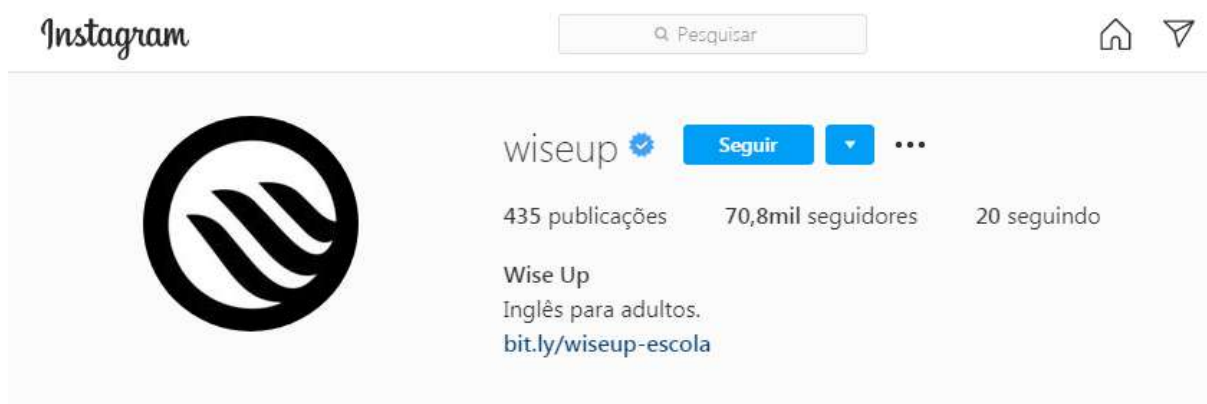 Instagram
Pesquisar
wiseup Seguir
435 publicações 70,8mil seguidores 20 seguindo
Wise Up
Inglês para adultos.
bit.ly/wiseup-escola